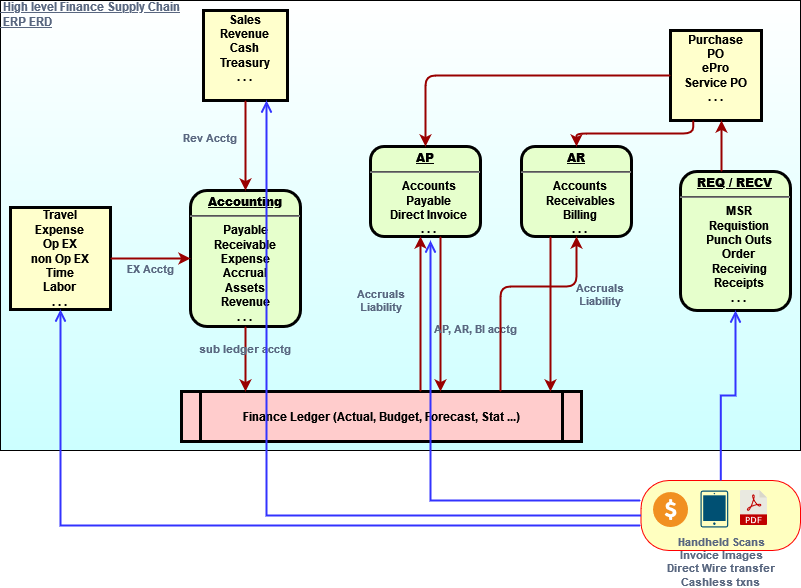 High level Finance Supply Chain
ERP ERD
Sales
Revenue
Cash
Treasury
. . .
Purchase
PO
ePro
Service PO
. . .
Rev Acctg
AP
Accounts
Payable
Direct Invoice
. . .
AR
Accounts
Receivables
Billing
. . .
REQ / RECV
MSR
Requistion
Punch Outs
Order
Receiving
Receipts
. . .
Accounting
Payable
Receivable
Expense
Accrual
Assets
Revenue
. . .
Travel
Expense
Op EX
non Op EX
Time
Labor
. . .
EX Acctg
Accruals
Liability
Accruals
Liability
AP, AR, BI acctg
sub ledger acctg
Finance Ledger (Actual, Budget, Forecast, Stat ...)
$
PDF
Handheld Scans
Invoice Images
Direct Wire transfer
Cashless txns